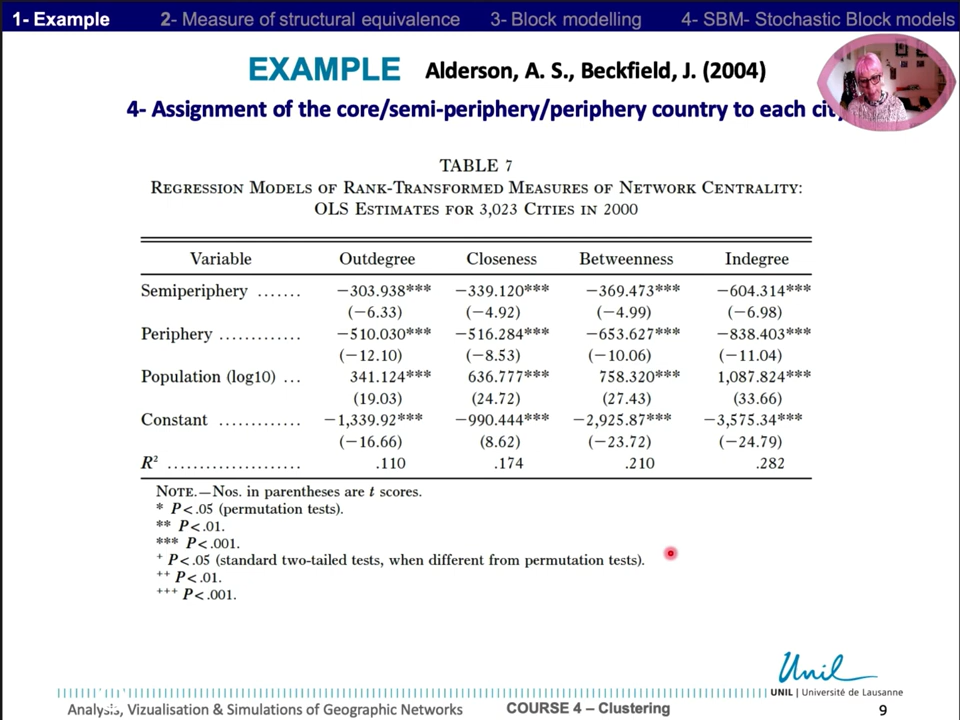 1- Example 2- Measure of structural equivalence 3- Block modelling 4- SBM- Stochastic Block models
EXAMPLE Alderson, A. S., Beckfield, J. (2004)
4- Assignment of the core/semi-periphery/periphery country to each cit
TABLE 7
Regression Models of Rank-Transformed Measures of Network Centrality:
OLS Estimates for 3,023 Cities in 2000
Variable Outdegree Closeness Betweenness Indegree
Semiperiphery ....... −303.938*** −339.120*** −369.473*** −604.314***
(−6.33) (−4.92) (−4.99) (−6.98)
Periphery ............. −510.030*** −516.284*** −653.627*** −838.403***
(−12.10) (−8.53) (−10.06) (−11.04)
Population (log10) ... 341.124*** 636.777*** 758.320*** 1,087.824***
(19.03) (24.72) (27.43) (33.66)
Constant ............. −1,339.92*** −990.444*** −2,925.87*** −3,575.34***
(−16.66) (8.62) (−23.72) (−24.79)
R² ..................... .110 .174 .210 .282
Note.—Nos. in parentheses are t scores.
* P < .05 (permutation tests).
** P < .01.
*** P < .001.
+ P < .05 (standard two-tailed tests, when different from permutation tests).
++ P < .01.
+++ P < .001.
Unil
UNIL | Université de Lausanne
Analysis, Vizualisation & Simulations of Geographic Networks COURSE 4 – Clustering 9